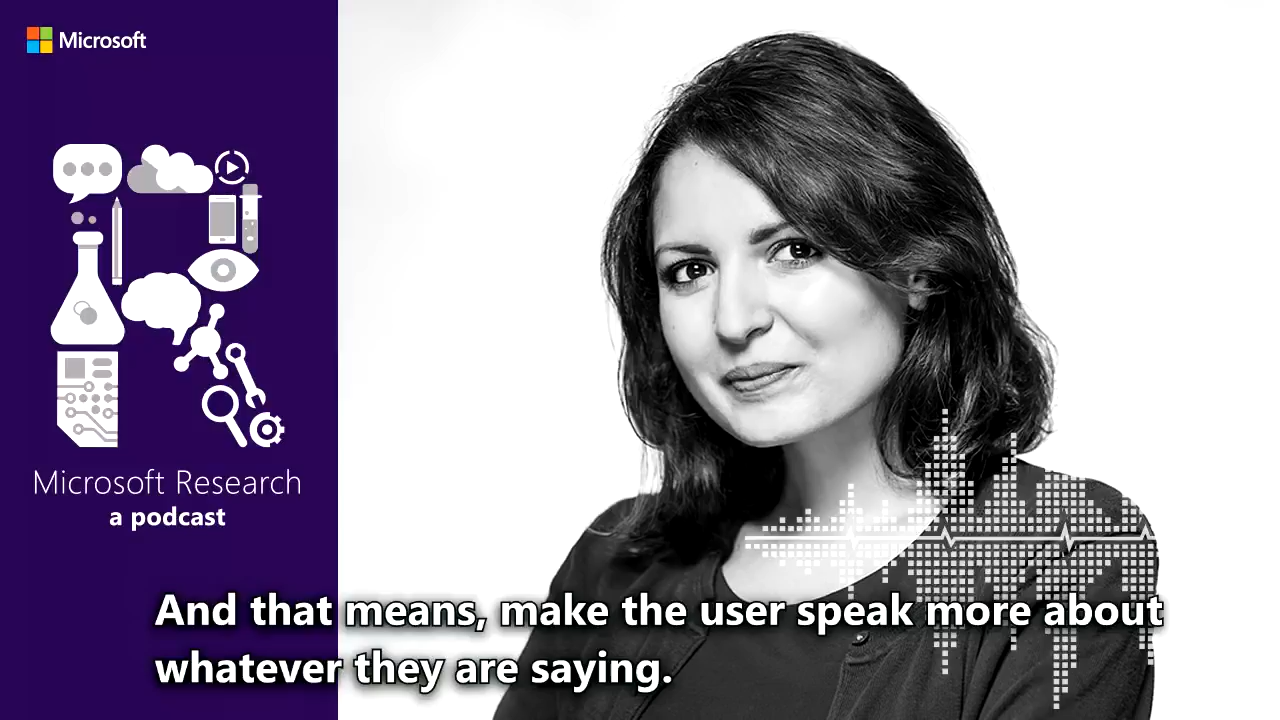 Microsoft
Microsoft Research
a podcast
And that means, make the user speak more about
whatever they are saying.